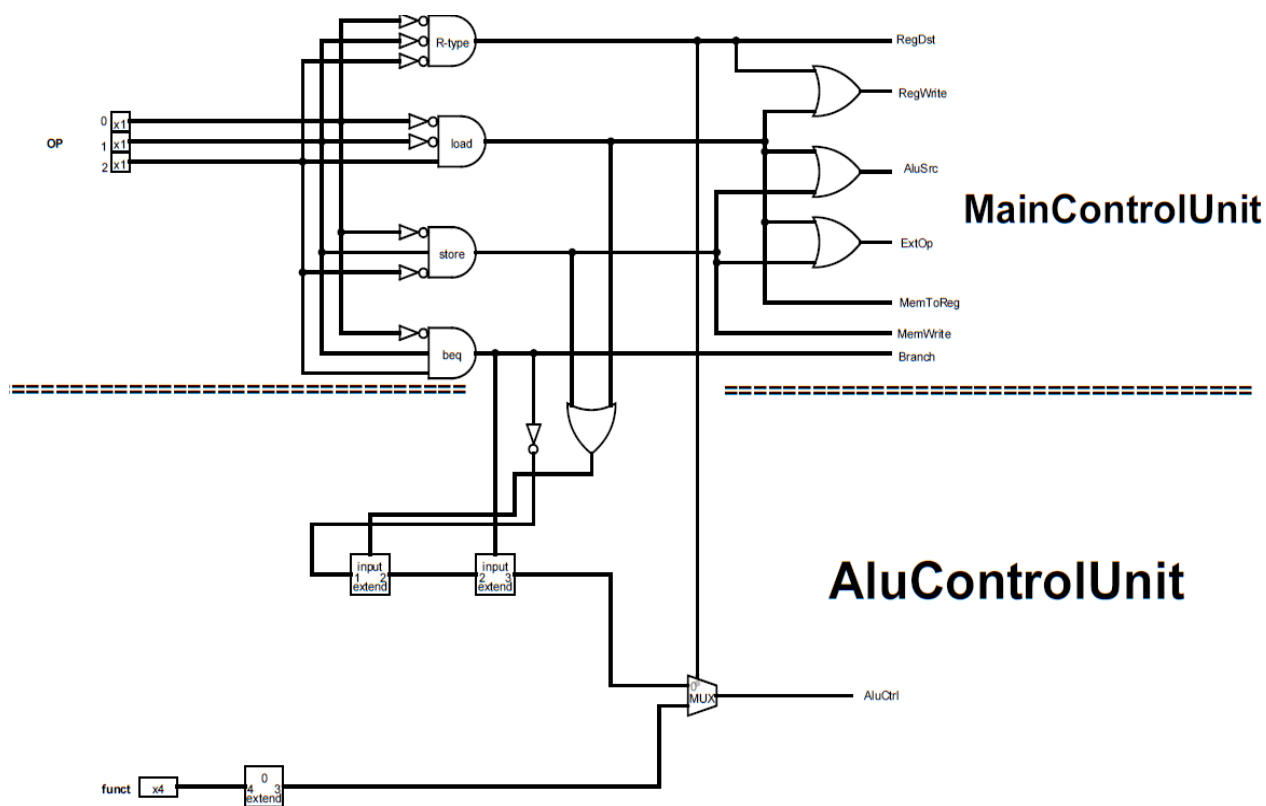 R-type
RegDst
RegWrite
0 x1
OP 1 x1
2 x1
load
AluSrc
MainControlUnit
store
ExtOp
MemToReg
MemWrite
beq
Branch
==========================
==============================
input
1 2
extend
input
2 3
extend
AluControlUnit
0
MUX
AluCtrl
funct x4
0
4 3
extend